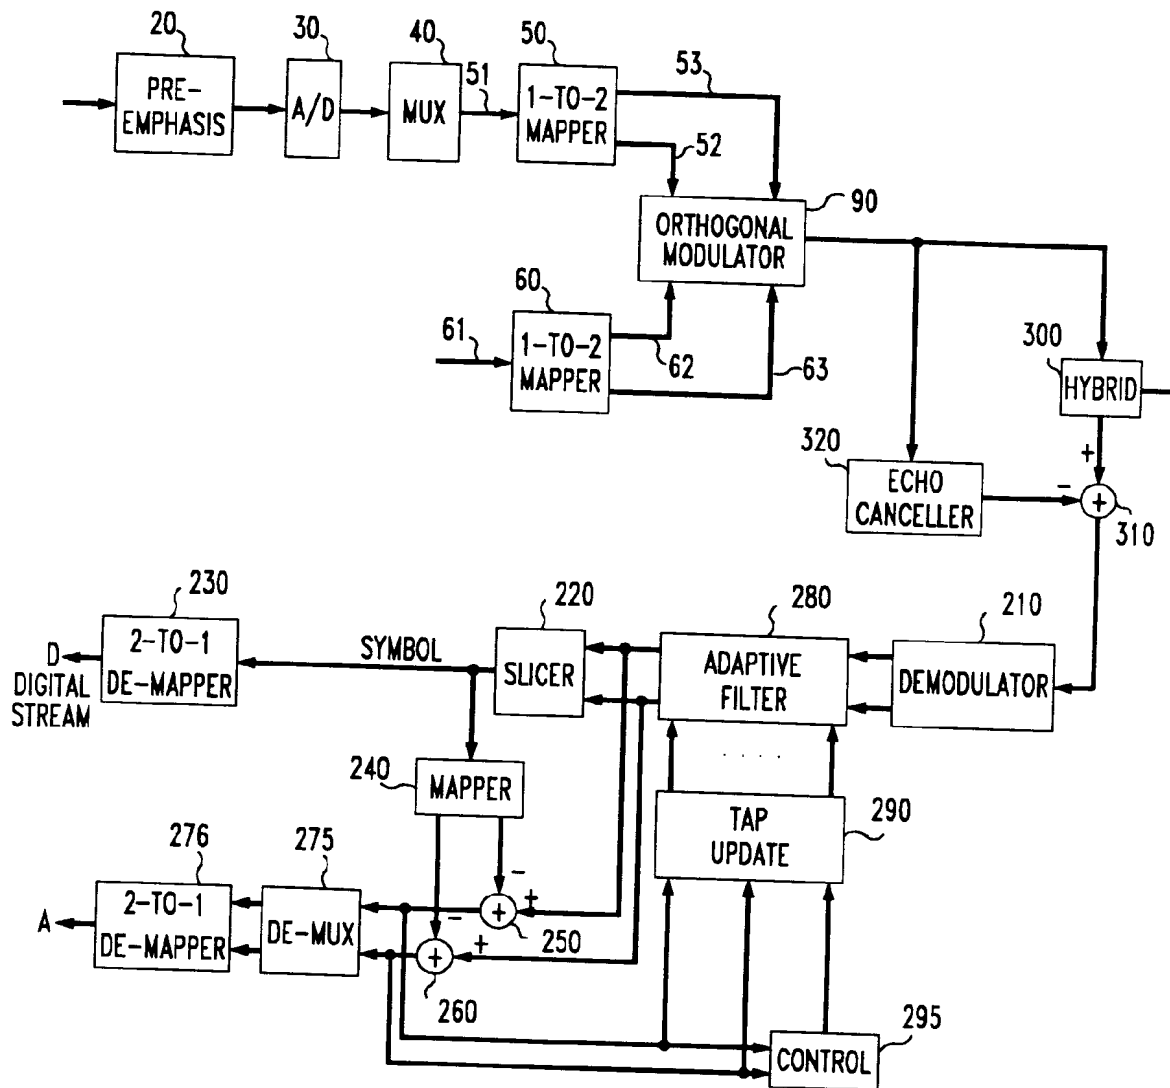 20
30
40
50
51
53
PRE-
EMPHASIS
A/D
MUX
1-TO-2
MAPPER
52
90
ORTHOGONAL
MODULATOR
60
61
1-TO-2
MAPPER
62
63
300
HYBRID
+
320
ECHO
CANCELLER
-
+
310
230
220
280
210
2-TO-1
DE-MAPPER
D
DIGITAL
STREAM
SYMBOL
SLICER
ADAPTIVE
FILTER
DEMODULATOR
. . . . .
240
MAPPER
TAP
UPDATE
290
276
275
-
+
A
2-TO-1
DE-MAPPER
DE-MUX
-
+
250
+
+
260
295
CONTROL